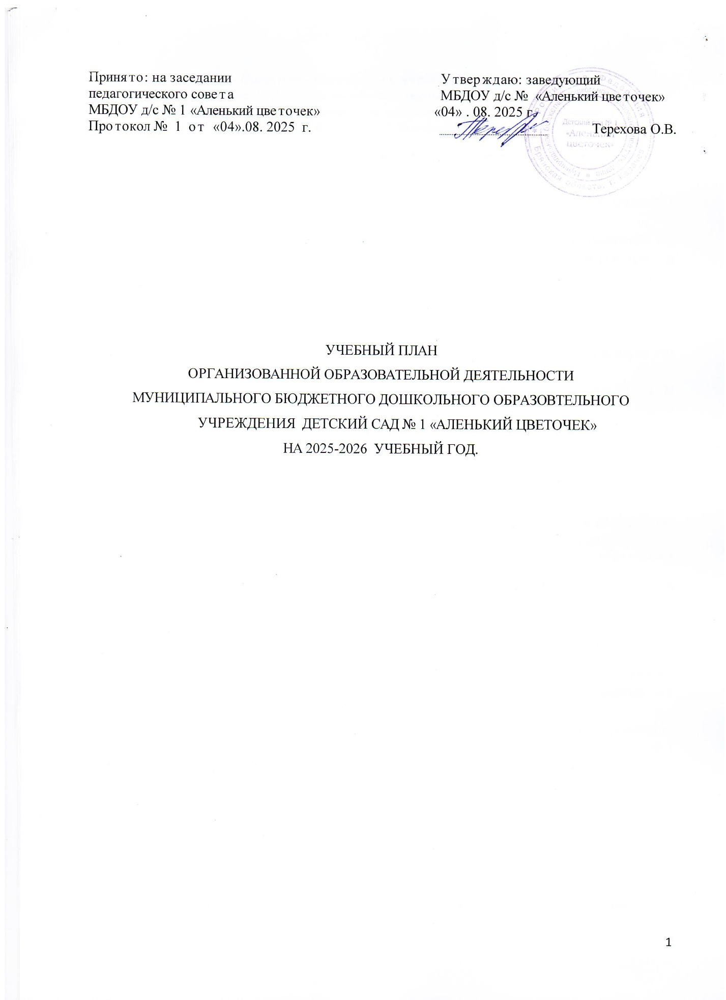 Принято: на заседании
педагогического совета
МБДОУ д/с № 1 «Аленький цветочек»
Протокол № 1 от «04».08. 2025 г.
Утверждаю: заведующий
МБДОУ д/с № «Аленький цветочек»
«04» . 08. 2025 г.
Терехова О.В.
Детский сад № 1
«Аленький
цветочек»
Брянская область, г.
УЧЕБНЫЙ ПЛАН
ОРГАНИЗОВАННОЙ ОБРАЗОВАТЕЛЬНОЙ ДЕЯТЕЛЬНОСТИ
МУНИЦИПАЛЬНОГО БЮДЖЕТНОГО ДОШКОЛЬНОГО ОБРАЗОВТЕЛЬНОГО
УЧРЕЖДЕНИЯ ДЕТСКИЙ САД № 1 «АЛЕНЬКИЙ ЦВЕТОЧЕК»
НА 2025-2026 УЧЕБНЫЙ ГОД.
1